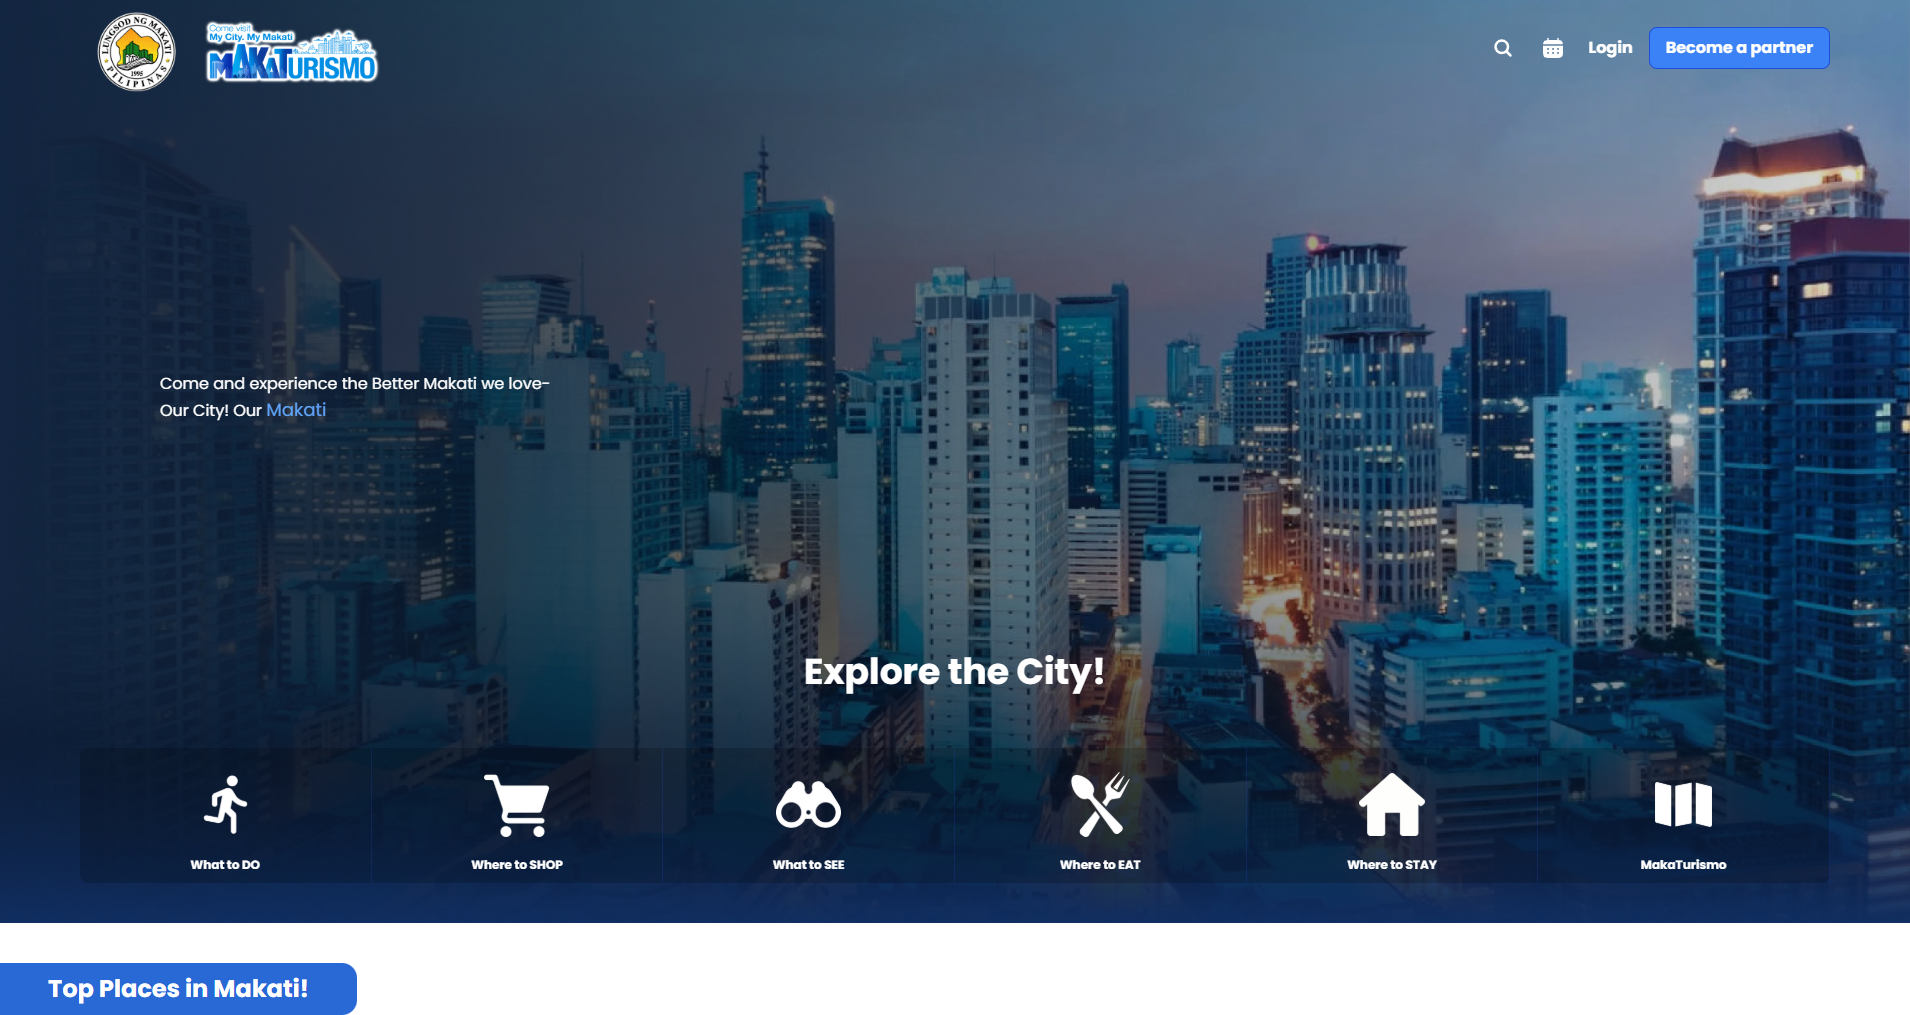 LUNGSOD NG MAKATI
1995
PILIPINAS
Come visit
My City. My Makati
MAKATURISMO
Login
Become a partner
Come and experience the Better Makati we love-
Our City! Our Makati
Explore the City!
What to DO
Where to SHOP
What to SEE
Where to EAT
Where to STAY
MakaTurismo
Top Places in Makati!